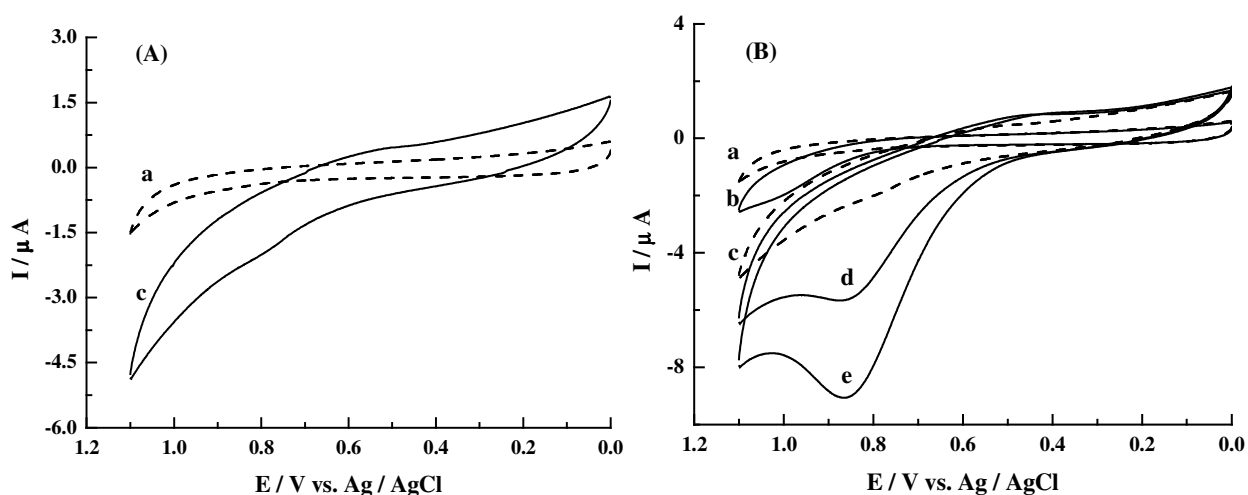 (A)
3.0
1.5
0.0
-1.5
-3.0
-4.5
-6.0
I / μ A
a
c
1.2 1.0 0.8 0.6 0.4 0.2 0.0
E / V vs. Ag / AgCl
(B)
4
0
-4
-8
I / μ A
a
b
c
d
e
1.2 1.0 0.8 0.6 0.4 0.2 0.0
E / V vs. Ag / AgCl